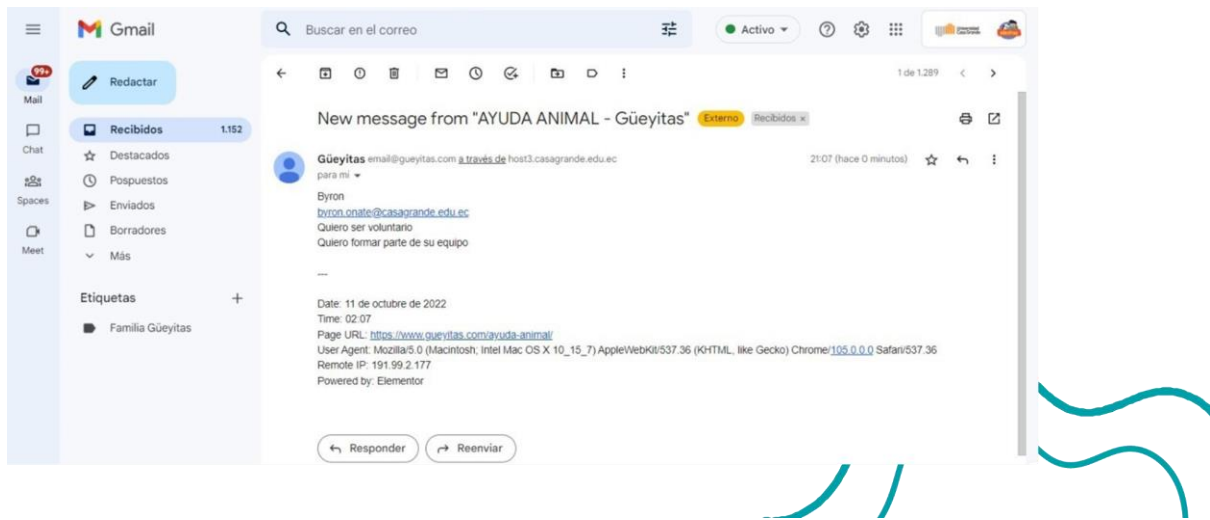 Gmail
Buscar en el correo
Activo
99+
Mail
Redactar
1 de 1.289
Chat
Recibidos 1.152
New message from "AYUDA ANIMAL - Güeyitas" Externo Recibidos x
Destacados
Güeyitas email@gueyitas.com a través de host3.casagrande.edu.ec 21:07 (hace 0 minutos)
para mí
Spaces
Pospuestos
Enviados
Byron
byron.onate@casagrande.edu.ec
Quiero ser voluntario
Quiero formar parte de su equipo
Meet
Borradores
Más
---
Etiquetas
Familia Güeyitas
Date: 11 de octubre de 2022
Time: 02:07
Page URL: https://www.gueyitas.com/ayuda-animal/
User Agent: Mozilla/5.0 (Macintosh; Intel Mac OS X 10_15_7) AppleWebKit/537.36 (KHTML, like Gecko) Chrome/105.0.0.0 Safari/537.36
Remote IP: 191.99.2.177
Powered by: Elementor
Responder
Reenviar